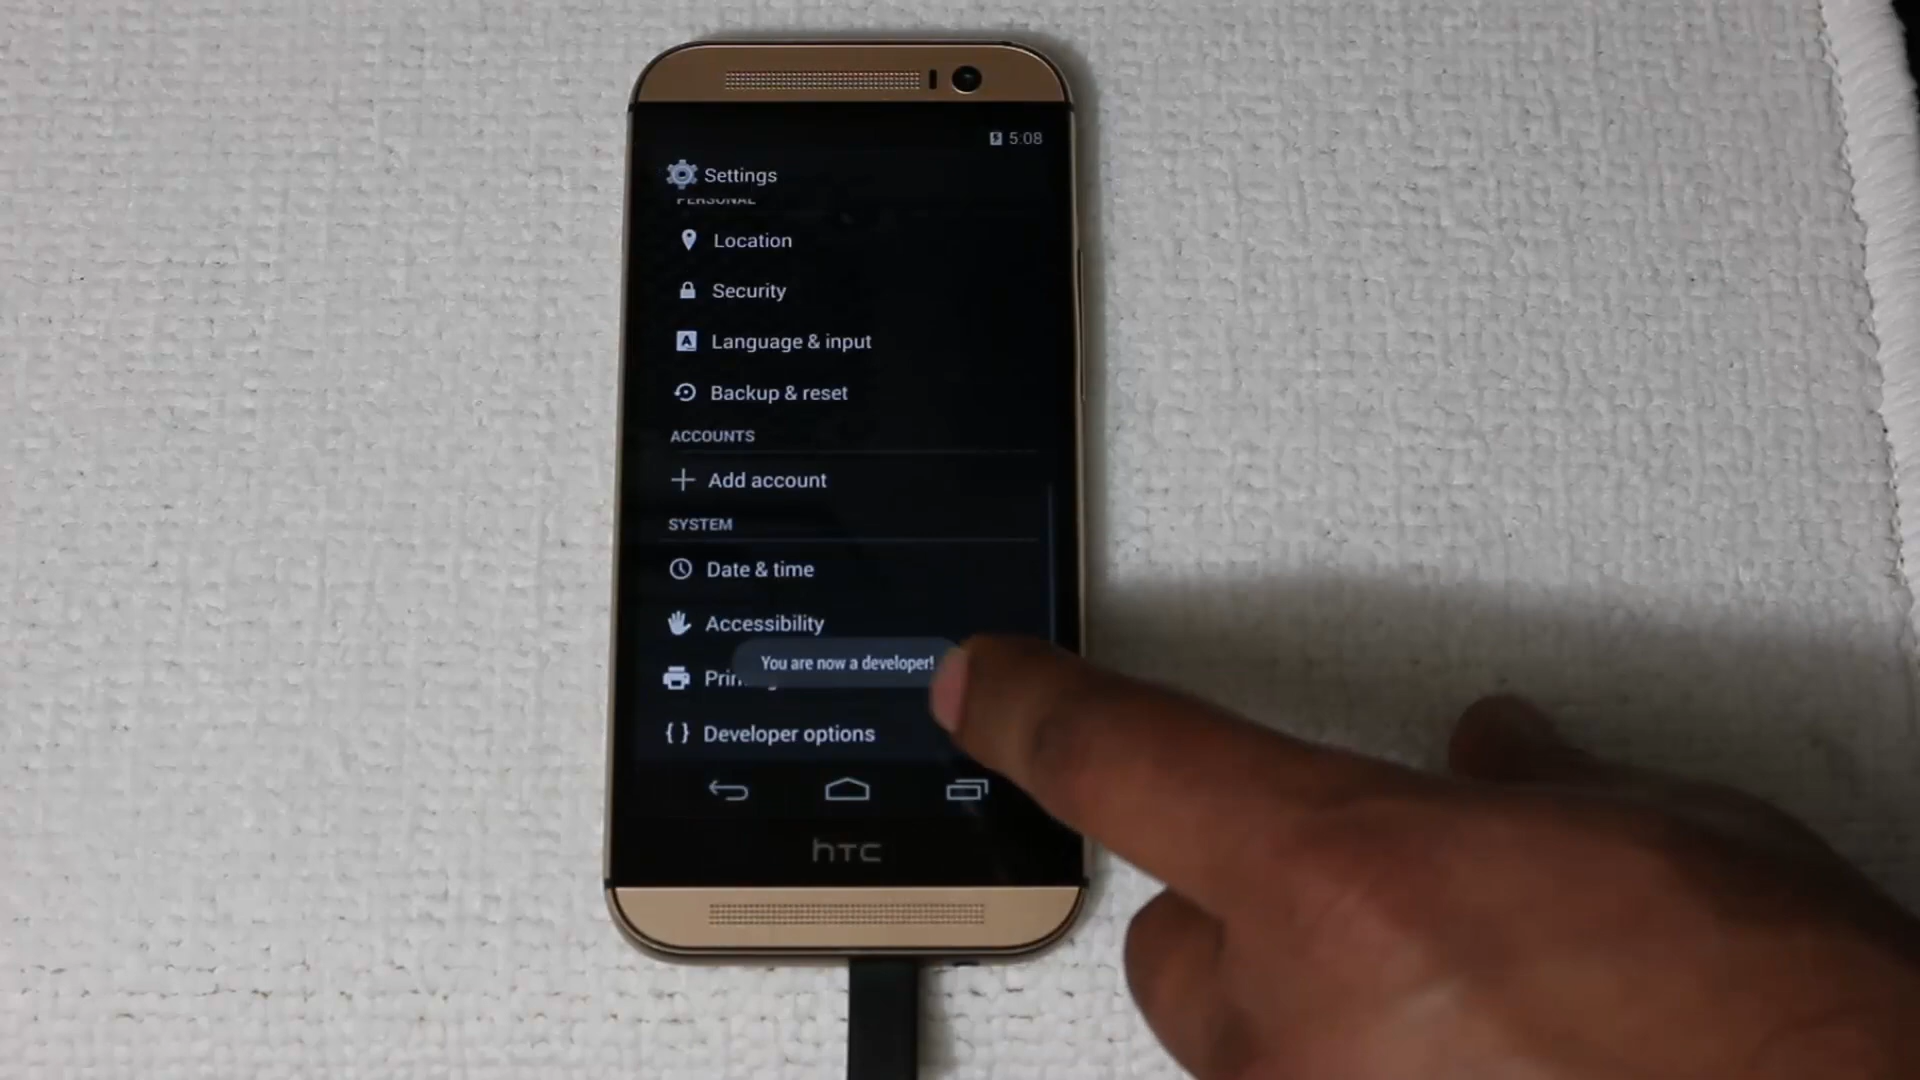 5:08
Settings
PERSONAL
Location
Security
Language & input
Backup & reset
ACCOUNTS
Add account
SYSTEM
Date & time
Accessibility
You are now a developer!
Developer options
hTC